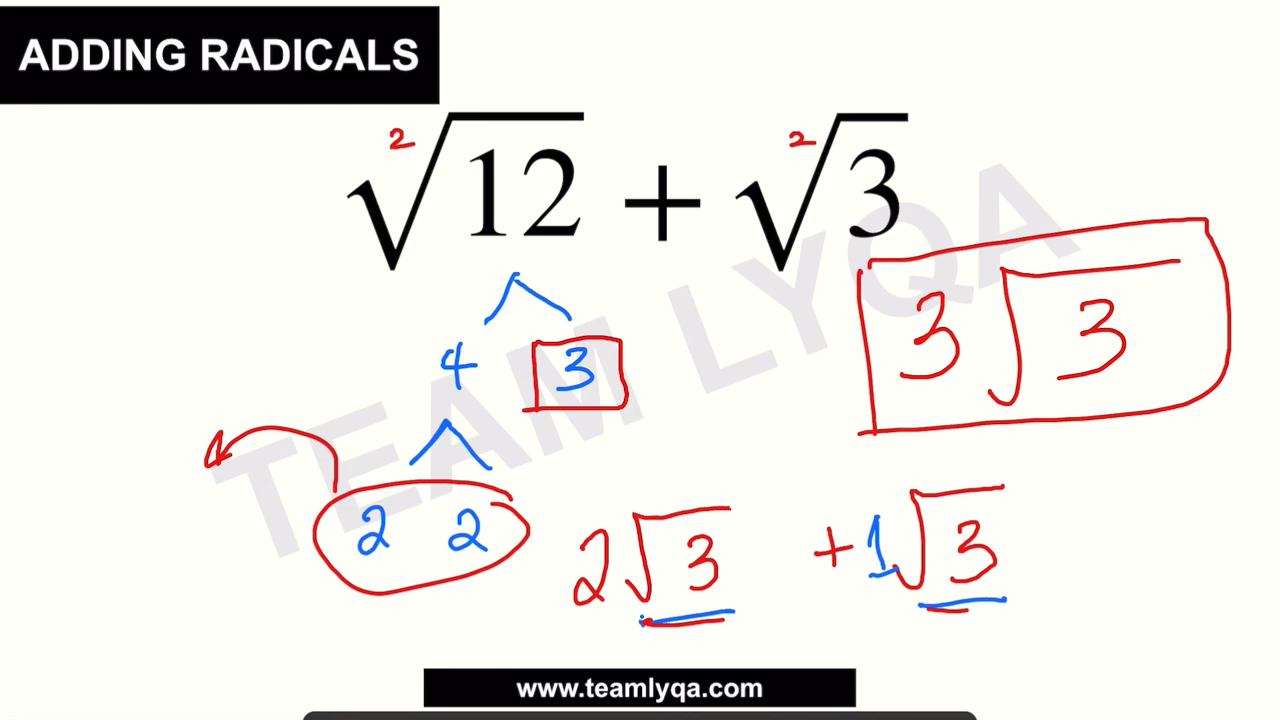 ADDING RADICALS
²√12 + ²√3
4 3
3√3
2 2
2√3 + 1√3
TEAM LYQA
www.teamlyqa.com